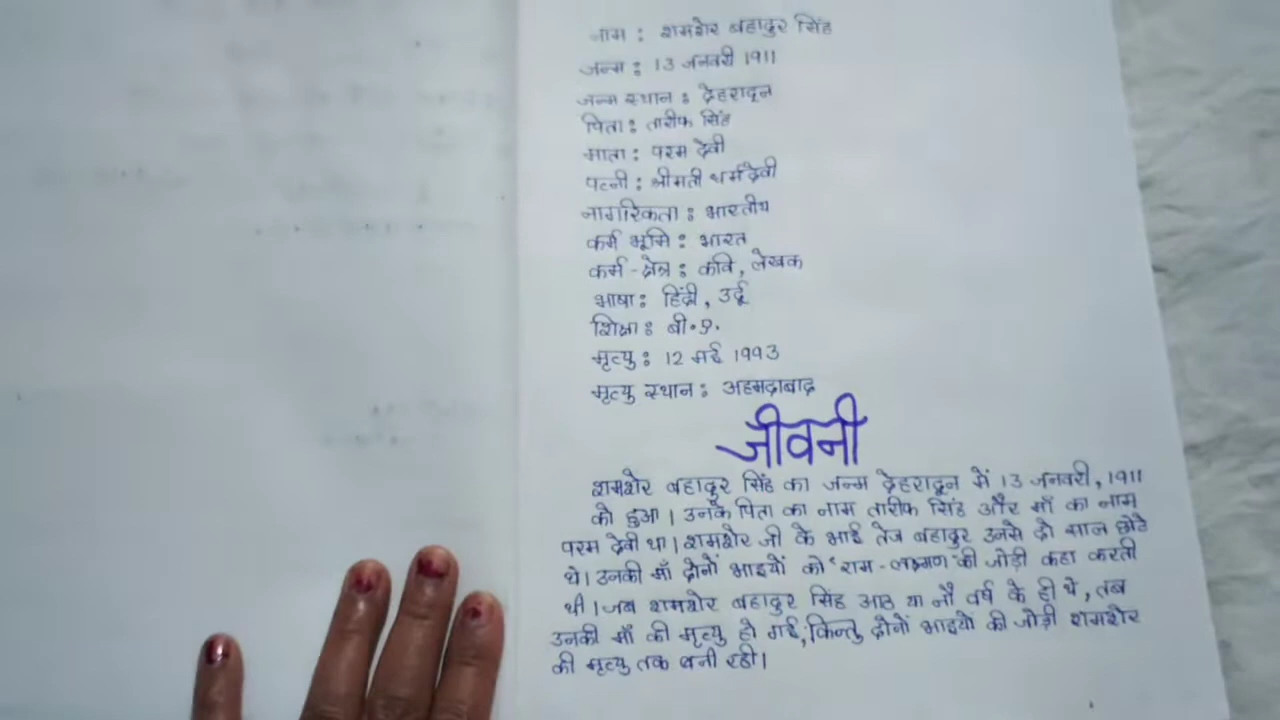 नाम : शमशेर बहादुर सिंह
जन्म : 13 जनवरी 1911
जन्म स्थान : देहरादून
पिता : तारीफ सिंह
माता : परम देवी
पत्नी : श्रीमती धर्म देवी
नागरिकता : भारतीय
कर्म भूमि : भारत
कर्म-क्षेत्र : कवि, लेखक
भाषा : हिंदी, उर्दू
शिक्षा : बी.ए.
मृत्यु : 12 मई 1993
मृत्यु स्थान : अहमदाबाद
जीवनी
शमशेर बहादुर सिंह का जन्म देहरादून में 13 जनवरी, 1911
को हुआ। उनके पिता का नाम तारीफ सिंह और माँ का नाम
परम देवी था। शमशेर जी के भाई तेज बहादुर उनसे दो साल छोटे
थे। उनकी माँ दोनों भाइयों को 'राम-लक्ष्मण' की जोड़ी कहा करती
थी। जब शमशेर बहादुर सिंह आठ या नौ वर्ष के ही थे, तब
उनकी माँ की मृत्यु हो गई, किन्तु दोनों भाइयों की जोड़ी शमशेर
की मृत्यु तक बनी रही।